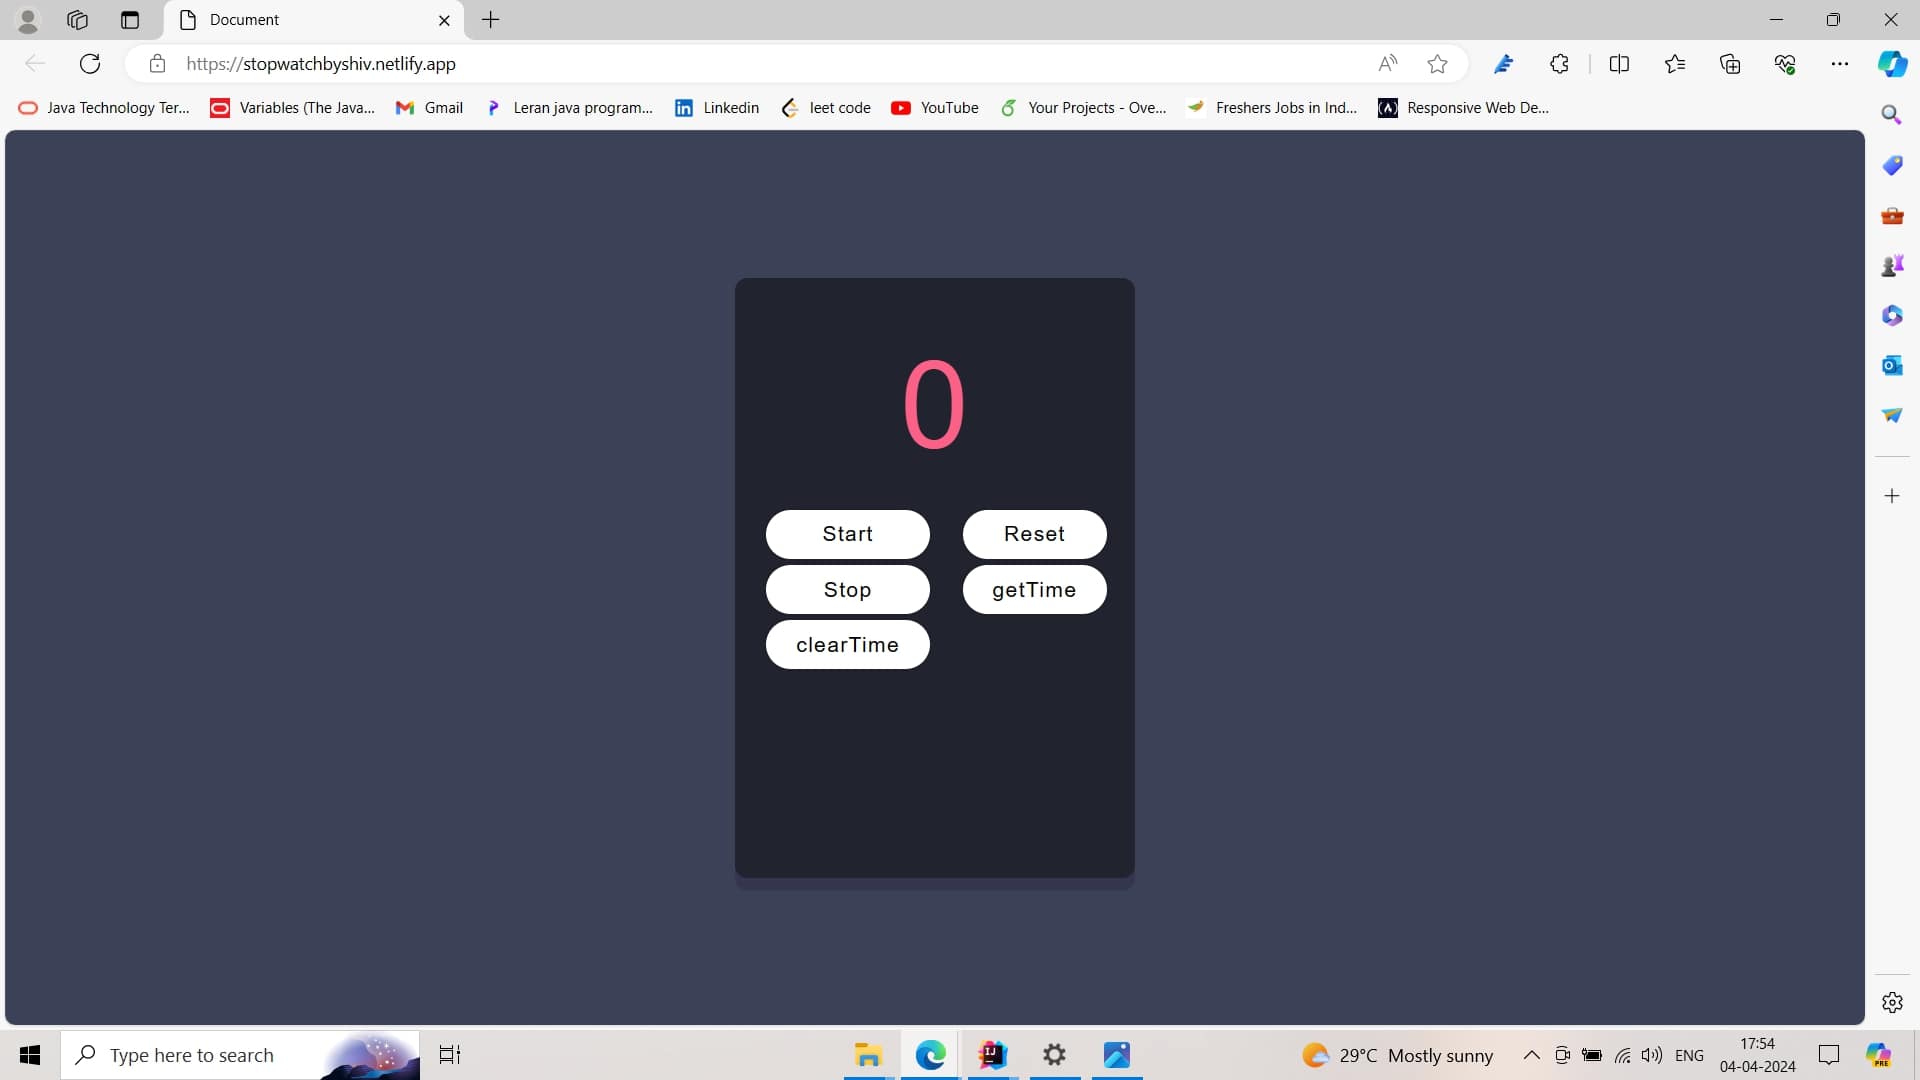 Document
https://stopwatchbyshiv.netlify.app
Java Technology Ter... Variables (The Java... Gmail Leran java program... Linkedin leet code YouTube Your Projects - Ove... Freshers Jobs in Ind... Responsive Web De...
0
Start Reset
Stop getTime
clearTime
Type here to search 29°C Mostly sunny ENG 17:54
04-04-2024
PRE